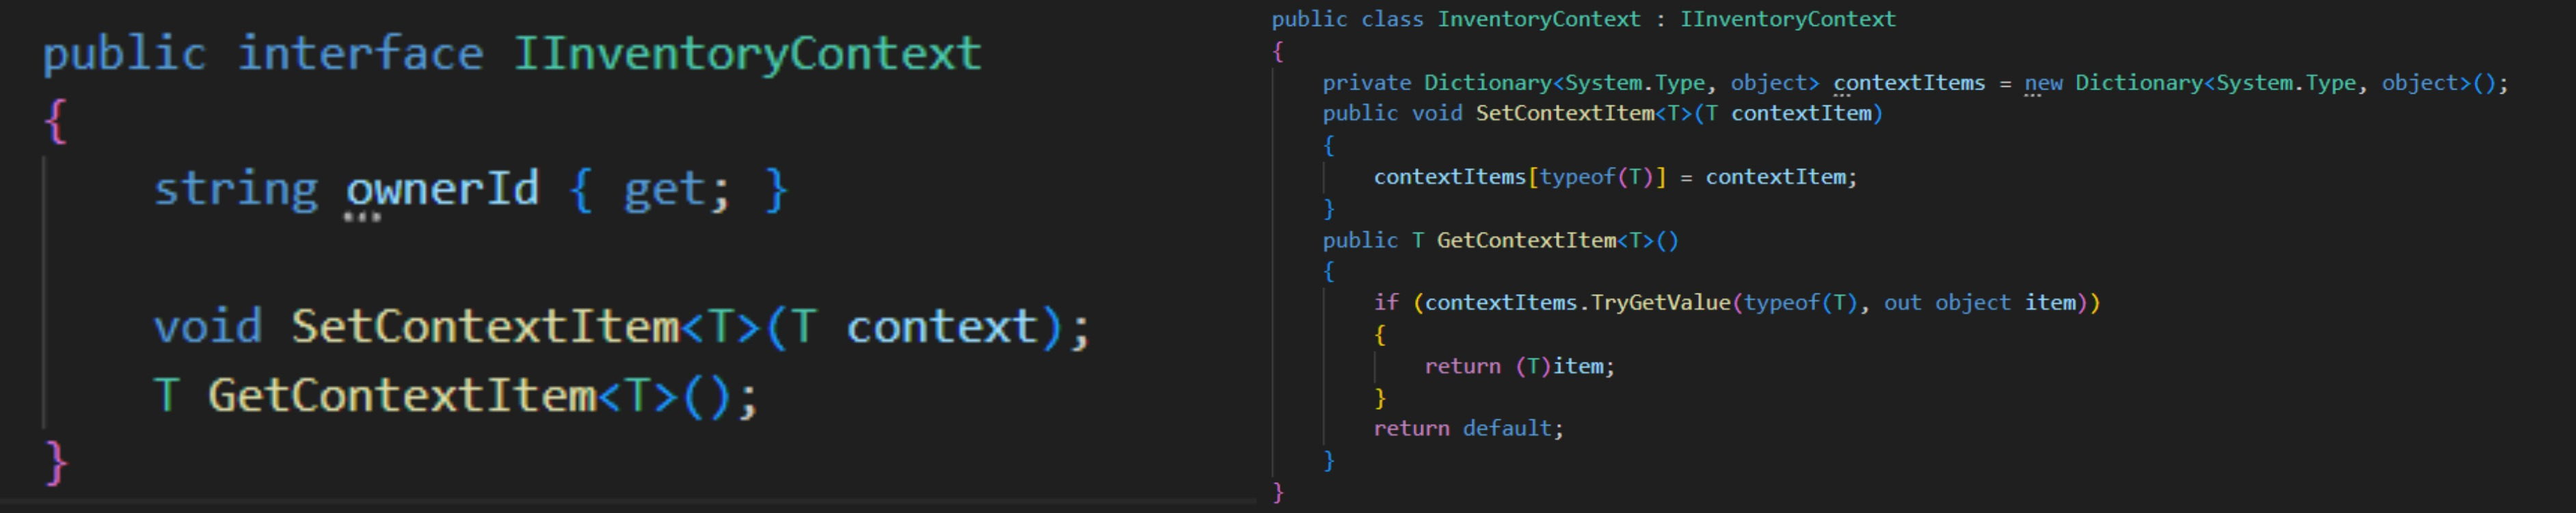 public interface IInventoryContext
{
    string ownerId { get; }
    void SetContextItem<T>(T context);
    T GetContextItem<T>();
}
public class InventoryContext : IInventoryContext
{
    private Dictionary<System.Type, object> contextItems = new Dictionary<System.Type, object>();
    public void SetContextItem<T>(T contextItem)
    {
        contextItems[typeof(T)] = contextItem;
    }
    public T GetContextItem<T>()
    {
        if (contextItems.TryGetValue(typeof(T), out object item))
        {
            return (T)item;
        }
        return default;
    }
}